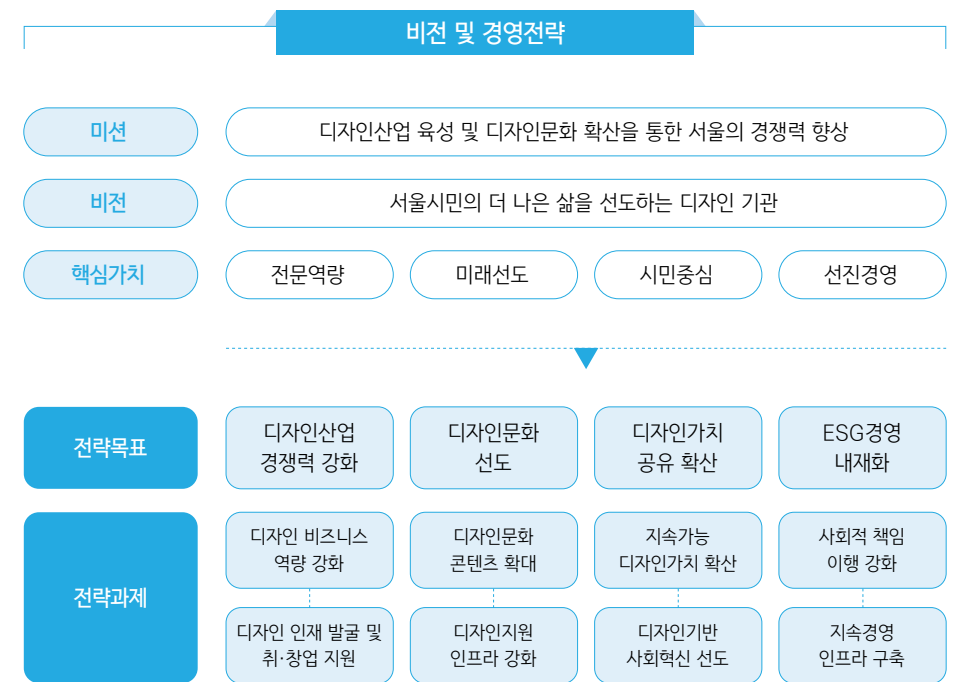 비전 및 경영전략
미션
디자인산업 육성 및 디자인문화 확산을 통한 서울의 경쟁력 향상
비전
서울시민의 더 나은 삶을 선도하는 디자인 기관
핵심가치
전문역량
미래선도
시민중심
선진경영
전략목표
디자인산업
경쟁력 강화
디자인문화
선도
디자인가치
공유 확산
ESG경영
내재화
전략과제
디자인 비즈니스
역량 강화
디자인문화
콘텐츠 확대
지속가능
디자인가치 확산
사회적 책임
이행 강화
디자인 인재 발굴 및
취·창업 지원
디자인지원
인프라 강화
디자인기반
사회혁신 선도
지속경영
인프라 구축